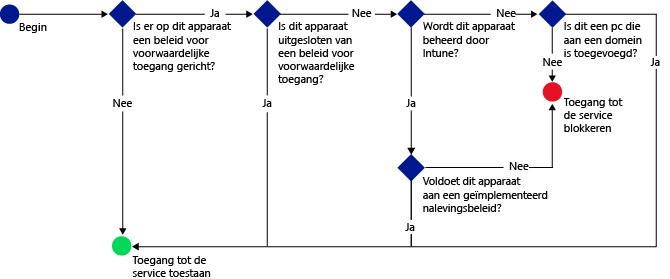 Begin
Is er op dit apparaat
een beleid voor
voorwaardelijke
toegang gericht?
Ja
Nee
Is dit apparaat
uitgesloten van
een beleid voor
voorwaardelijke
toegang?
Nee
Ja
Wordt dit apparaat
beheerd door
Intune?
Nee
Ja
Is dit een pc die
aan een domein
is toegevoegd?
Nee
Ja
Toegang tot
de service
blokkeren
Voldoet dit apparaat
aan een geïmplementeerd
nalevingsbeleid?
Nee
Ja
Toegang tot de
service toestaan